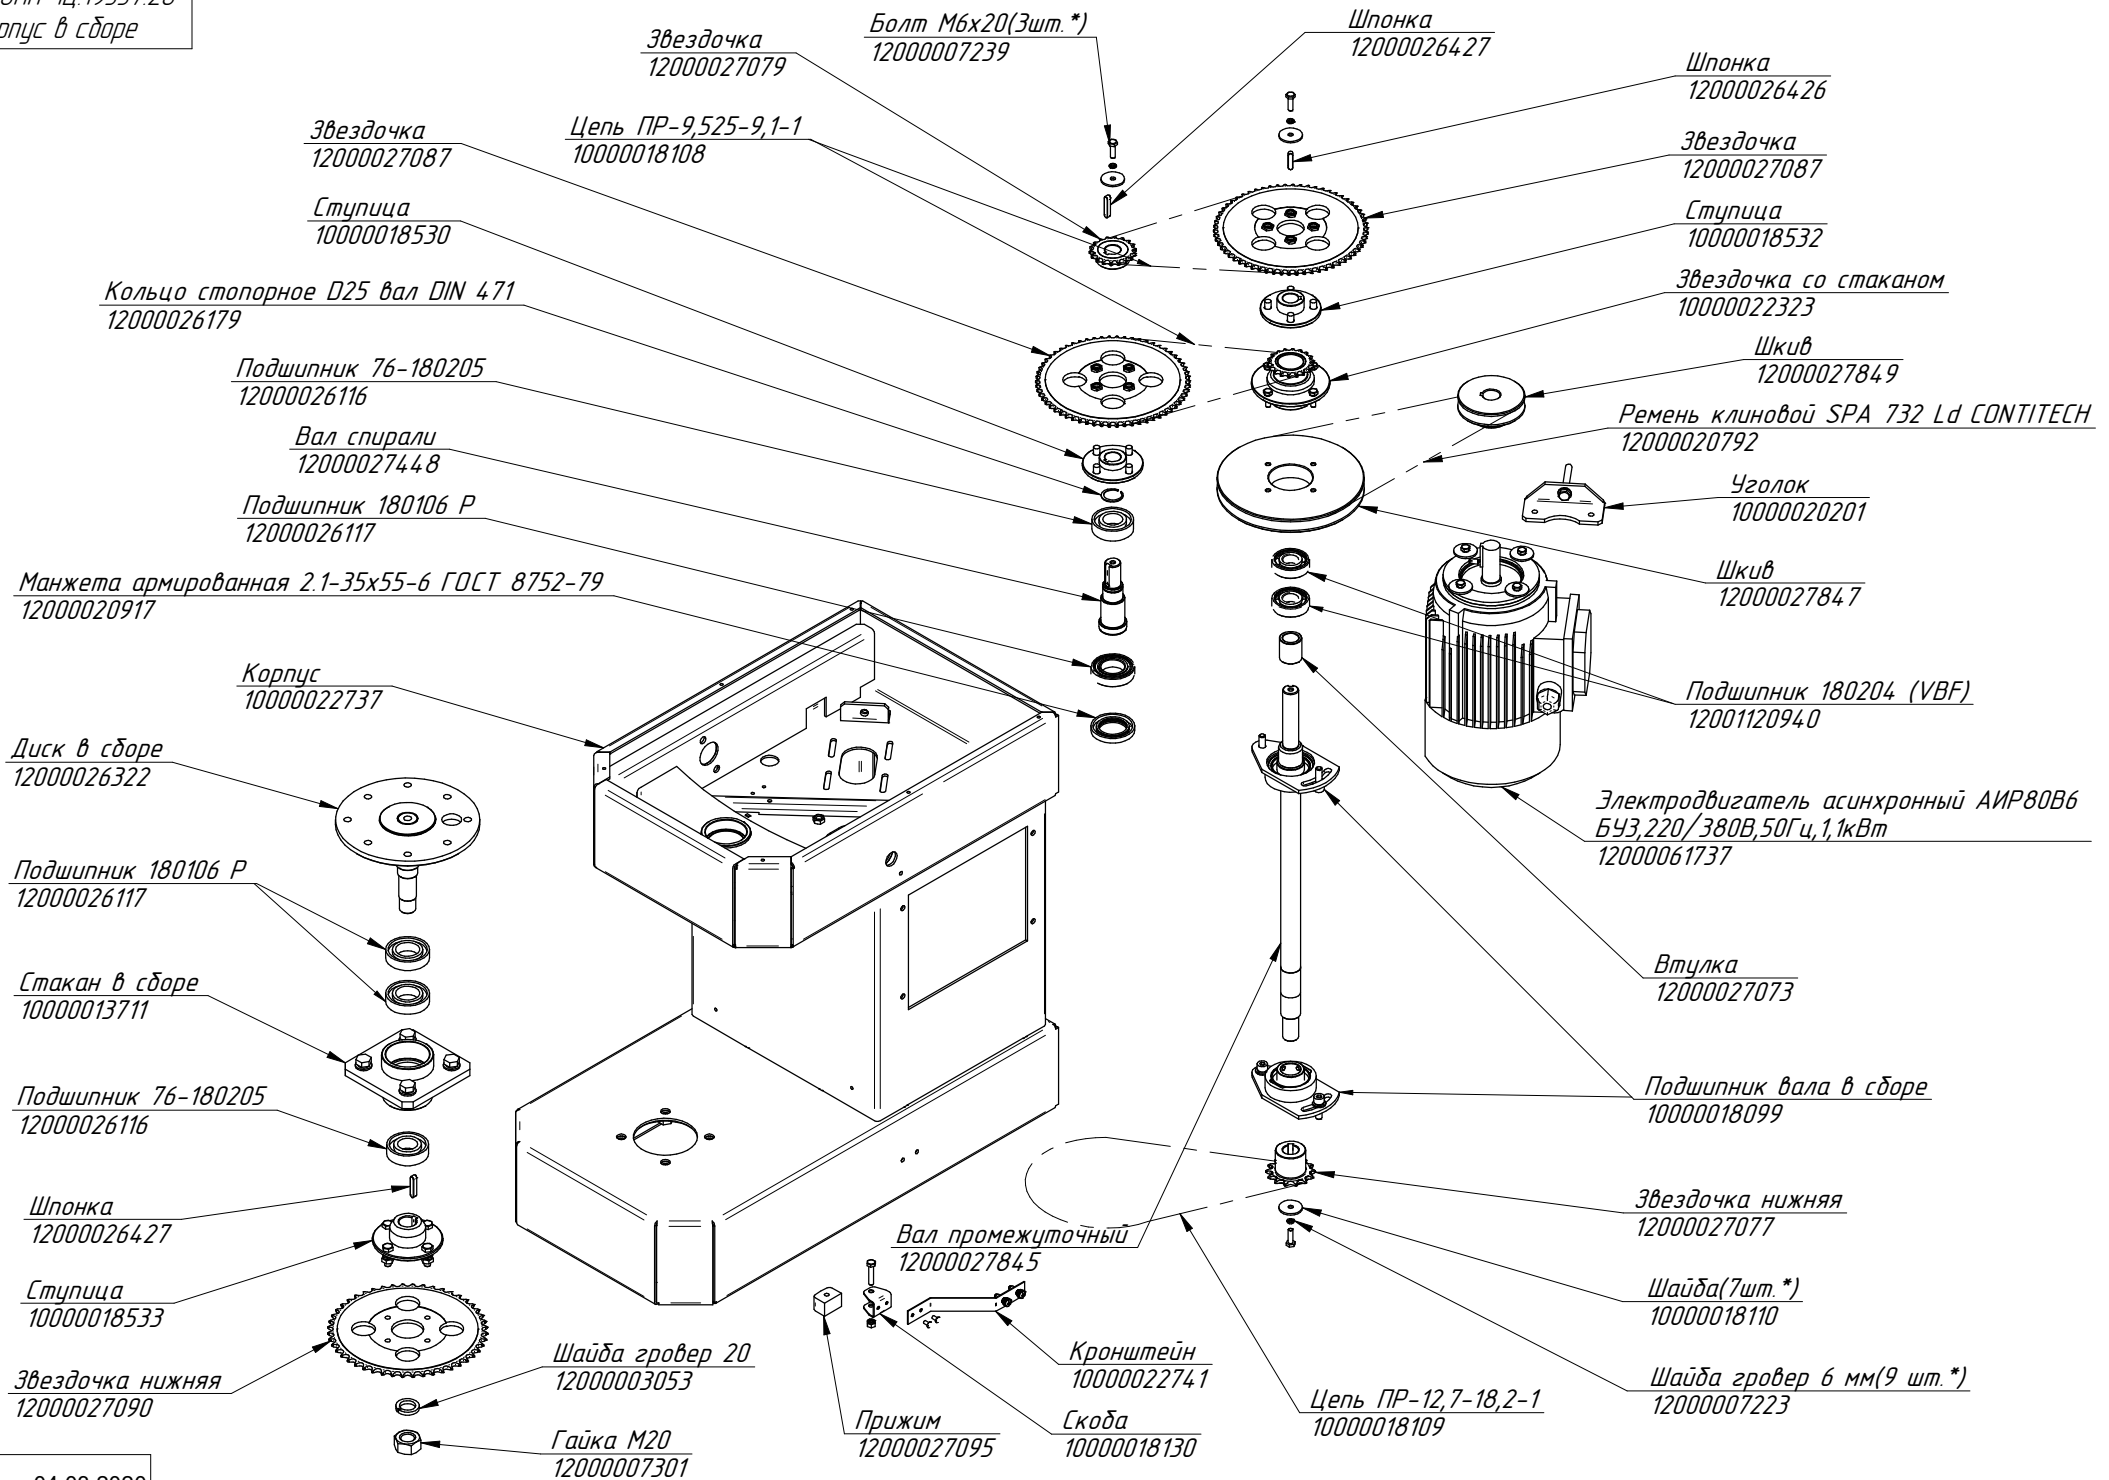 рпус в сборе
Звездочка
12000027079
Болт М6х20(3шт.*)
12000007239
Шпонка
12000026427
Шпонка
12000026426
Звездочка
12000027087
Цепь ПР-9,525-9,1-1
10000018108
Звездочка
12000027087
Ступица
10000018530
Ступица
10000018532
Кольцо стопорное D25 вал DIN 471
12000026179
Звездочка со стаканом
10000022323
Подшипник 76-180205
12000026116
Шкив
12000027849
Вал спирали
12000027448
Ремень клиновой SPA 732 Ld CONTITECH
12000020792
Подшипник 180106 Р
12000026117
Уголок
10000020201
Манжета армированная 2.1-35х55-6 ГОСТ 8752-79
12000020917
Шкив
12000027847
Корпус
10000022737
Подшипник 180204 (VBF)
12001120940
Диск в сборе
12000026322
Электродвигатель асинхронный АИР80В6
БУ3,220/380В,50Гц,1,1кВт
12000061737
Подшипник 180106 Р
12000026117
Втулка
12000027073
Стакан в сборе
10000013711
Подшипник 76-180205
12000026116
Подшипник вала в сборе
10000018099
Шпонка
12000026427
Звездочка нижняя
12000027077
Вал промежуточный
12000027845
Ступица
10000018533
Шайба(7шт.*)
10000018110
Звездочка нижняя
12000027090
Шайба гровер 20
12000003053
Кронштейн
10000022741
Шайба гровер 6 мм(9 шт.*)
12000007223
Цепь ПР-12,7-18,2-1
10000018109
Прижим
12000027095
Скоба
10000018130
Гайка М20
12000007301